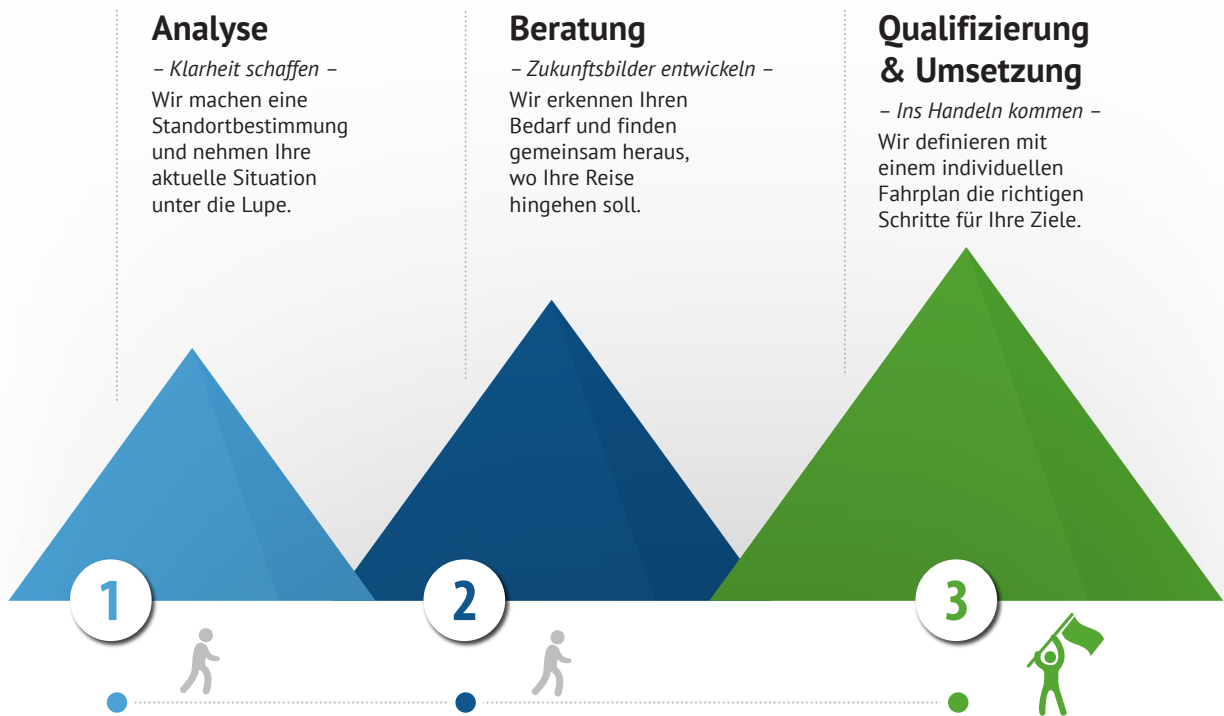 Analyse
– Klarheit schaffen –
Wir machen eine
Standortbestimmung
und nehmen Ihre
aktuelle Situation
unter die Lupe.
Beratung
– Zukunftsbilder entwickeln –
Wir erkennen Ihren
Bedarf und finden
gemeinsam heraus,
wo Ihre Reise
hingehen soll.
Qualifizierung
& Umsetzung
– Ins Handeln kommen –
Wir definieren mit
einem individuellen
Fahrplan die richtigen
Schritte für Ihre Ziele.
1
2
3